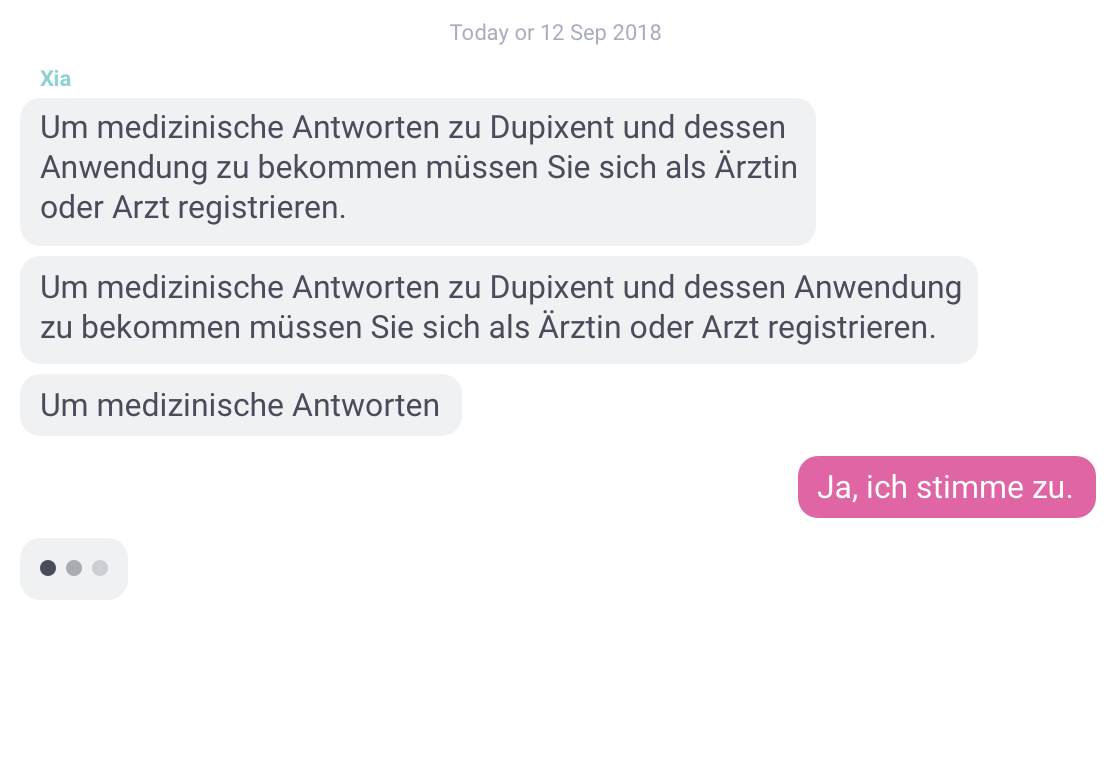 Today or 12 Sep 2018
Xia
Um medizinische Antworten zu Dupixent und dessen
Anwendung zu bekommen müssen Sie sich als Ärztin
oder Arzt registrieren.
Um medizinische Antworten zu Dupixent und dessen Anwendung
zu bekommen müssen Sie sich als Ärztin oder Arzt registrieren.
Um medizinische Antworten
Ja, ich stimme zu.